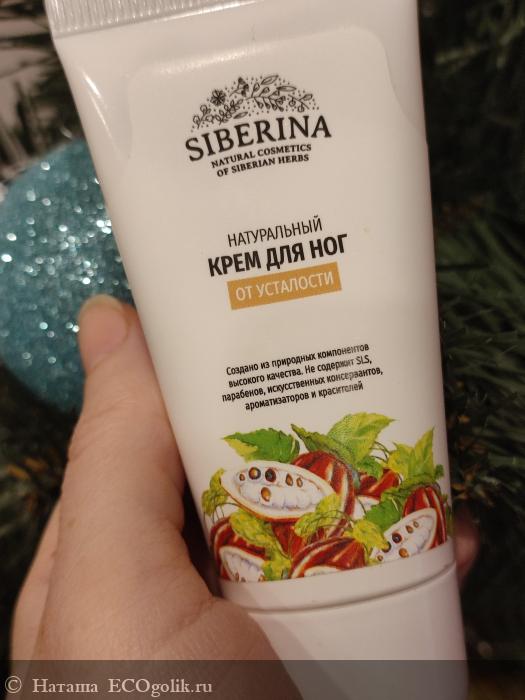 SIBERINA
NATURAL COSMETICS
OF SIBERIAN HERBS
НАТУРАЛЬНЫЙ
КРЕМ ДЛЯ НОГ
ОТ УСТАЛОСТИ
Создано из природных компонентов
высокого качества. Не содержит SLS,
парабенов, искусственных консервантов,
ароматизаторов и красителей
© Наташа ECOgolik.ru